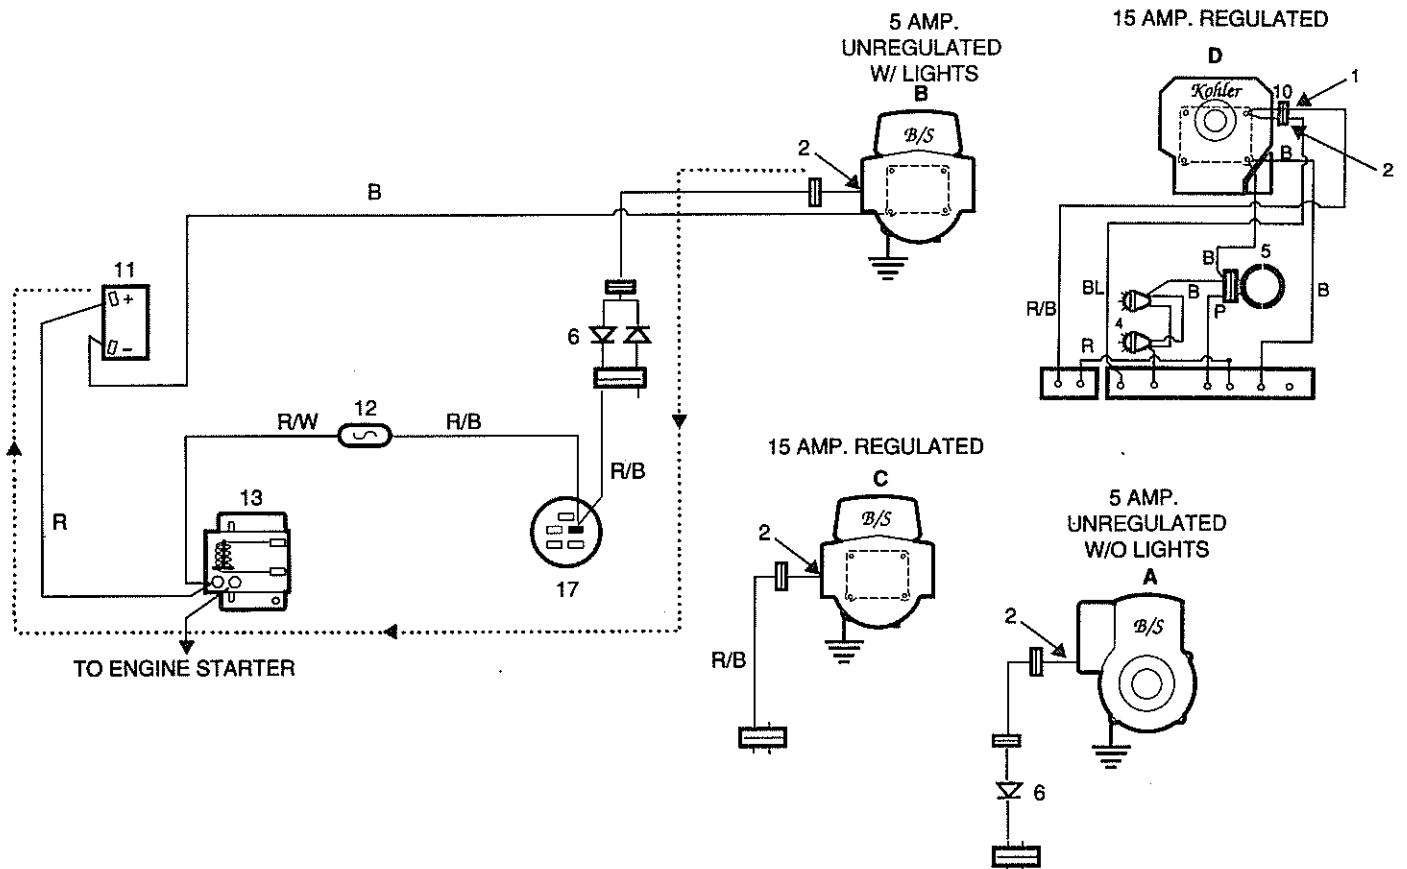 5 AMP.
UNREGULATED
W/ LIGHTS
B
B/S
2
15 AMP. REGULATED
D
Kohler
10
1
2
B
B
5
B
BL
B
B
R/B
P
4
R
B
11
+
−
6
R/W
12
R/B
R/B
13
R
17
TO ENGINE STARTER
15 AMP. REGULATED
C
B/S
2
R/B
5 AMP.
UNREGULATED
W/O LIGHTS
A
B/S
2
6